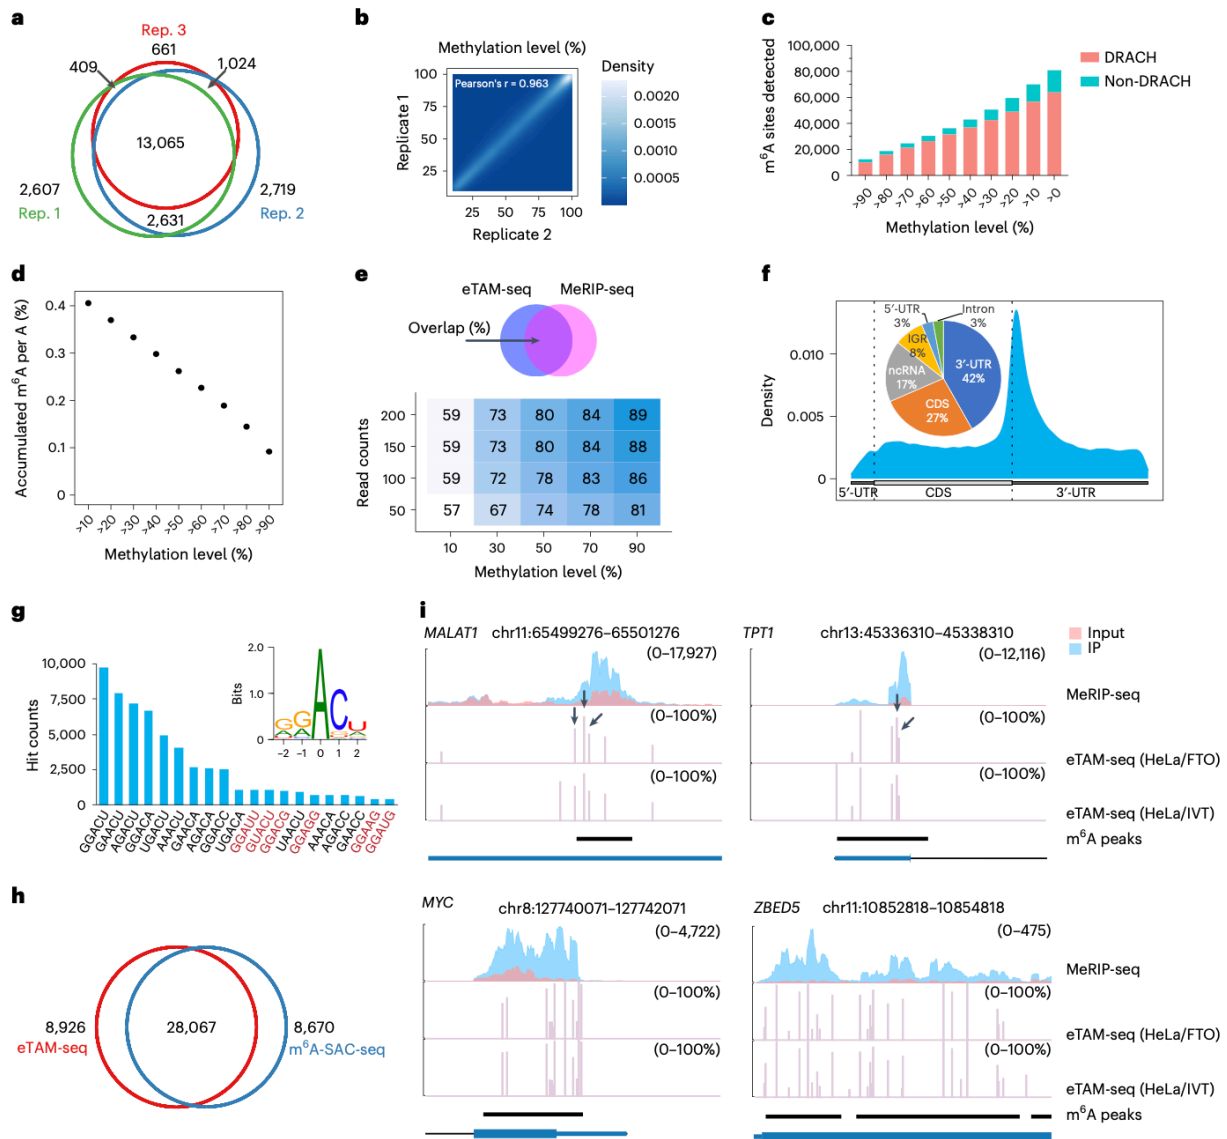 a
Rep. 3
661
409
1,024
13,065
2,607
Rep. 1
2,719
Rep. 2
2,631
b
Methylation level (%)
Pearson's r = 0.963
Replicate 1
100
75
50
25
25 50 75 100
Replicate 2
Density
0.0020
0.0015
0.0010
0.0005
c
m⁶A sites detected
100,000
80,000
60,000
40,000
20,000
0
>90 >80 >70 >60 >50 >40 >30 >20 >10 >0
Methylation level (%)
DRACH
Non-DRACH
d
Accumulated m⁶A per A (%)
0.4
0.3
0.2
0.1
0
>10 >20 >30 >40 >50 >60 >70 >80 >90
Methylation level (%)
e
eTAM-seq MeRIP-seq
Overlap (%)
Read counts
200 59 73 80 84 89
150 59 73 80 84 88
100 59 72 78 83 86
50 57 67 74 78 81
10 30 50 70 90
Methylation level (%)
f
Density
0.010
0.005
0
5′-UTR
3%
Intron
3%
IGR
8%
ncRNA
17%
3′-UTR
42%
CDS
27%
5′-UTR CDS 3′-UTR
g
Hit counts
10,000
7,500
5,000
2,500
0
GGACU GAACU AGACU GGACA UGACU AAACU GAACA AGACA GGACC UGACA GGAUU GUACU GGACG UAACU GGAGG AAACA AGACC GAACC GGAAG GGAUG
Bits
2.0
1.0
0
G G A C U
−2 −1 0 1 2
h
8,926
eTAM-seq
28,067
8,670
m⁶A-SAC-seq
i
MALAT1 chr11:65499276–65501276
(0–17,927)
(0–100%)
(0–100%)
TPT1 chr13:45336310–45338310
(0–12,116)
(0–100%)
(0–100%)
Input
IP
MeRIP-seq
eTAM-seq (HeLa/FTO)
eTAM-seq (HeLa/IVT)
m⁶A peaks
MYC chr8:127740071–127742071
(0–4,722)
(0–100%)
(0–100%)
ZBED5 chr11:10852818–10854818
(0–475)
(0–100%)
(0–100%)
MeRIP-seq
eTAM-seq (HeLa/FTO)
eTAM-seq (HeLa/IVT)
m⁶A peaks